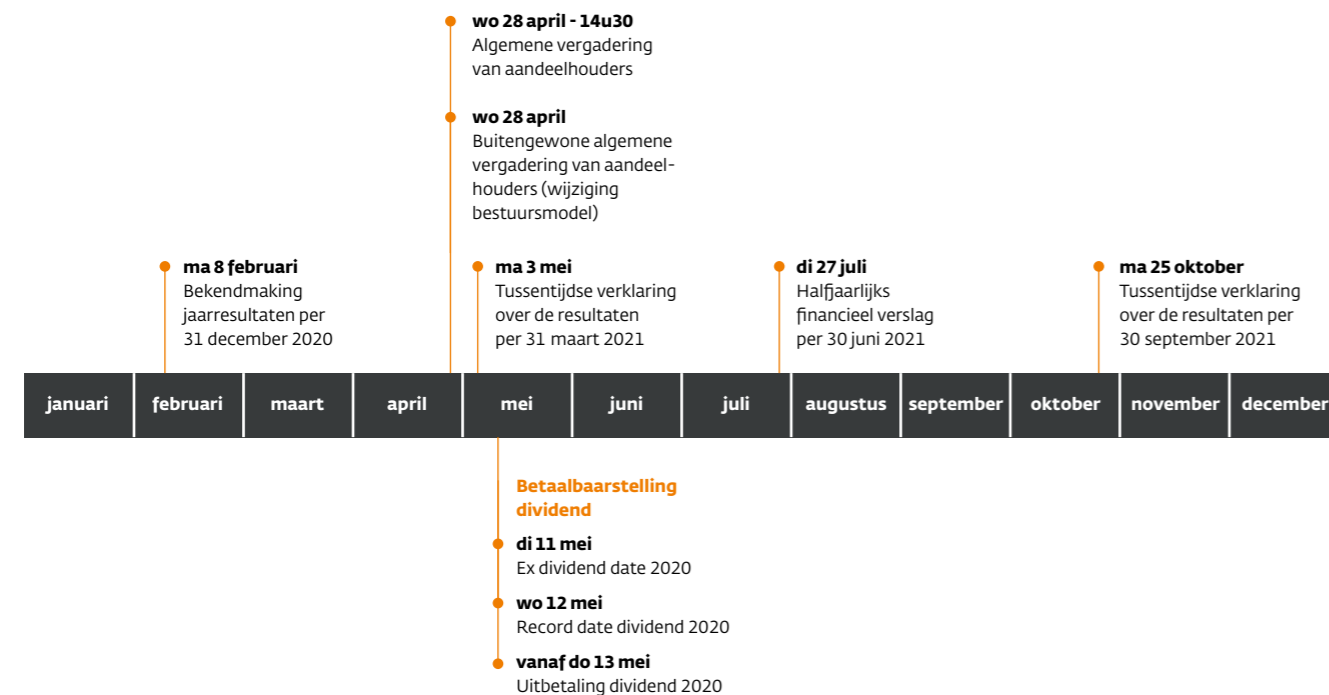 wo 28 april - 14u30
Algemene vergadering
van aandeelhouders
wo 28 april
Buitengewone algemene
vergadering van aandeel-
houders (wijziging
bestuursmodel)
ma 8 februari
Bekendmaking
jaarresultaten per
31 december 2020
ma 3 mei
Tussentijdse verklaring
over de resultaten
per 31 maart 2021
di 27 juli
Halfjaarlijks
financieel verslag
per 30 juni 2021
ma 25 oktober
Tussentijdse verklaring
over de resultaten per
30 september 2021
januari februari maart april mei juni juli augustus september oktober november december
Betaalbaarstelling
dividend
di 11 mei
Ex dividend date 2020
wo 12 mei
Record date dividend 2020
vanaf do 13 mei
Uitbetaling dividend 2020